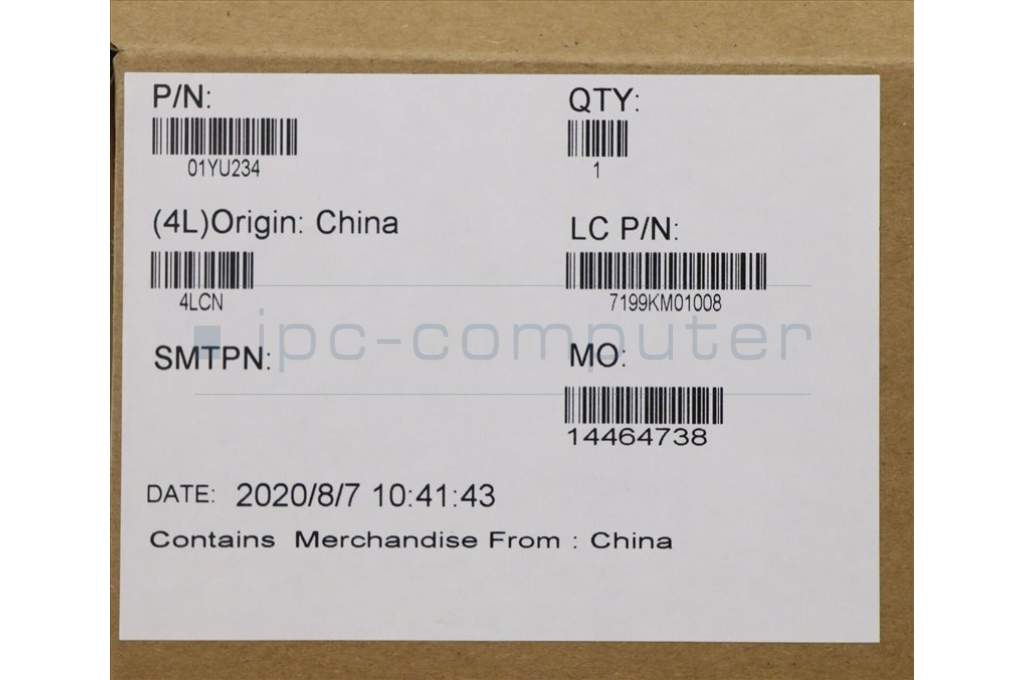 P/N:
01YU234
QTY:
1
(4L)Origin: China
4LCN
LC P/N:
7199KM01008
ipc-computer
SMTPN:
MO:
14464738
DATE: 2020/8/7 10:41:43
Contains Merchandise From : China